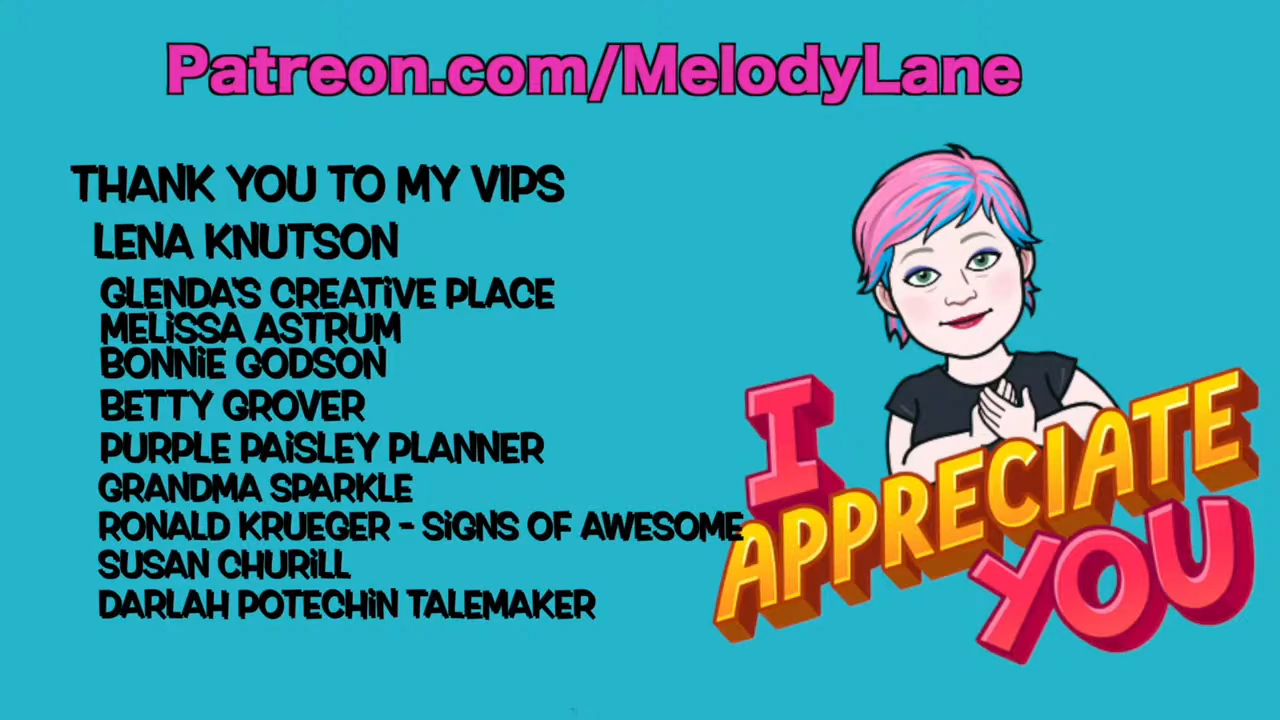 Patreon.com/MelodyLane
THANK YOU TO MY VIPS
LENA KNUTSON
GLENDA'S CREATiVE PLACE
MELiSSA ASTRUM
BONNiE GODSON
BETTY GROVER
PURPLE PAiSLEY PLANNER
GRANDMA SPARKLE
RONALD KRUEGER - SiGNS OF AWESOME
SUSAN CHURiLL
DARLAH POTECHiN TALEMAKER
I
APPRECIATE
YOU